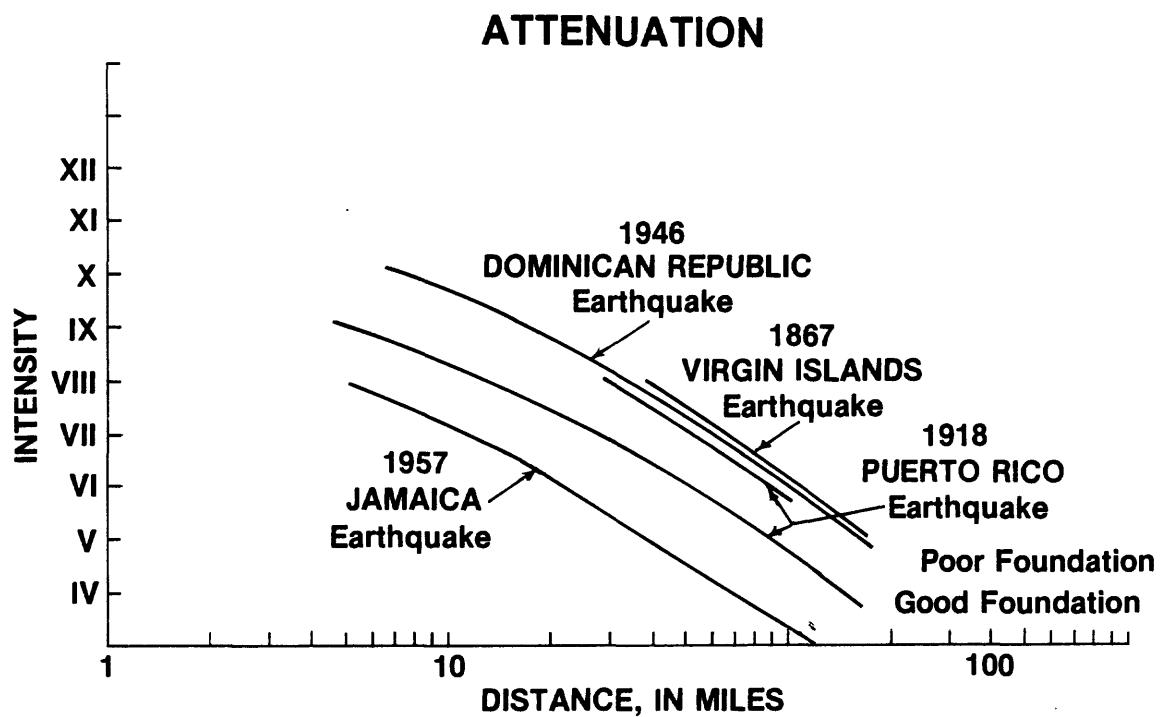 ATTENUATION
XII
XI
X
IX
VIII
VII
VI
V
IV
INTENSITY
1946
DOMINICAN REPUBLIC
Earthquake
1867
VIRGIN ISLANDS
Earthquake
1918
PUERTO RICO
Earthquake
1957
JAMAICA
Earthquake
Poor Foundation
Good Foundation
1
10
100
DISTANCE, IN MILES